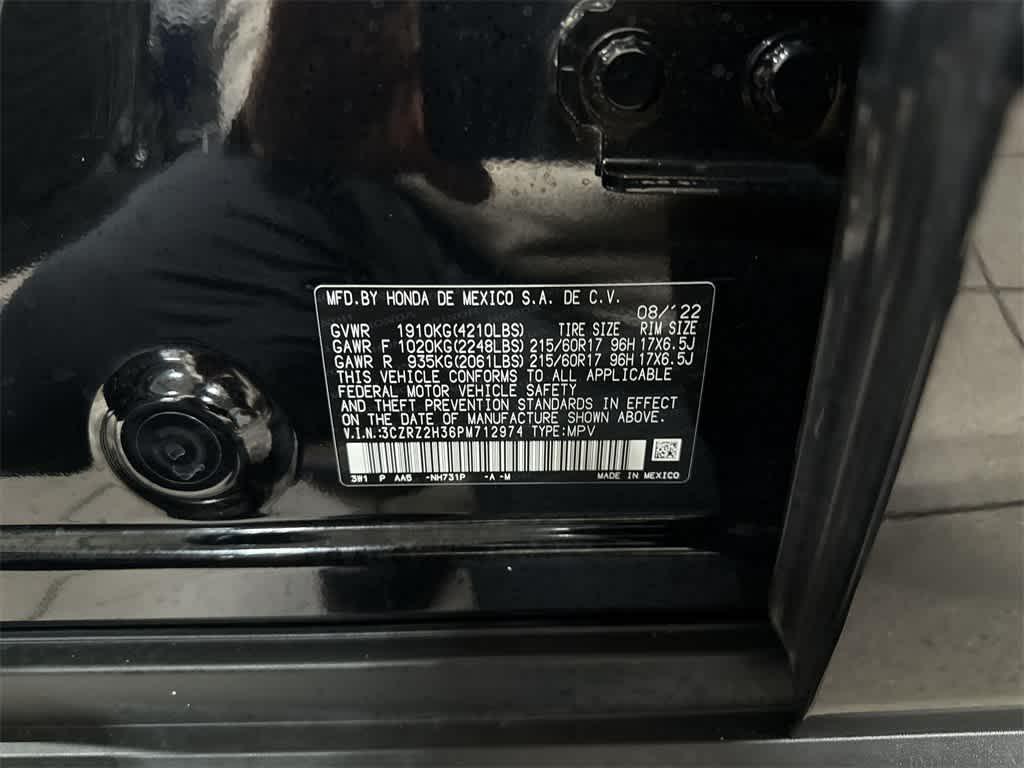 MFD.BY HONDA DE MEXICO S.A. DE C.V.
08/'22
GVWR 1910KG(4210LBS) TIRE SIZE RIM SIZE
GAWR F 1020KG(2248LBS) 215/60R17 96H 17X6.5J
GAWR R 935KG(2061LBS) 215/60R17 96H 17X6.5J
THIS VEHICLE CONFORMS TO ALL APPLICABLE
FEDERAL MOTOR VEHICLE SAFETY
AND THEFT PREVENTION STANDARDS IN EFFECT
ON THE DATE OF MANUFACTURE SHOWN ABOVE.
V.I.N.:3CZRZ2H36PM712974 TYPE:MPV
3W1 P AA5 -NH731P -A -M MADE IN MEXICO